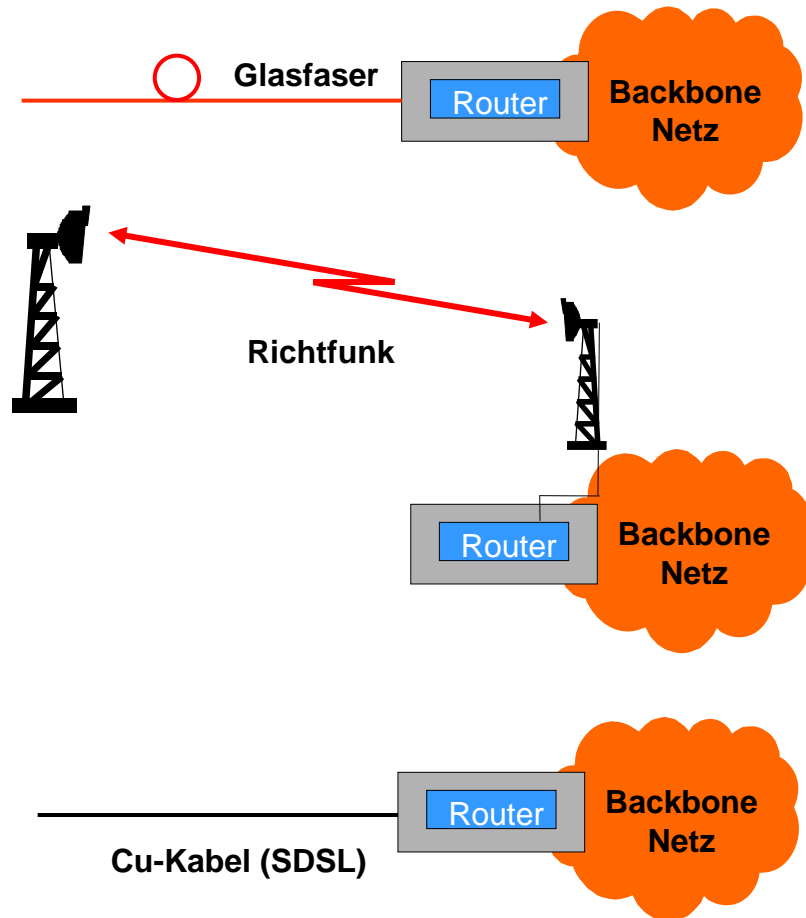 Glasfaser
Router
Backbone
Netz
Richtfunk
Router
Backbone
Netz
Router
Backbone
Netz
Cu-Kabel (SDSL)